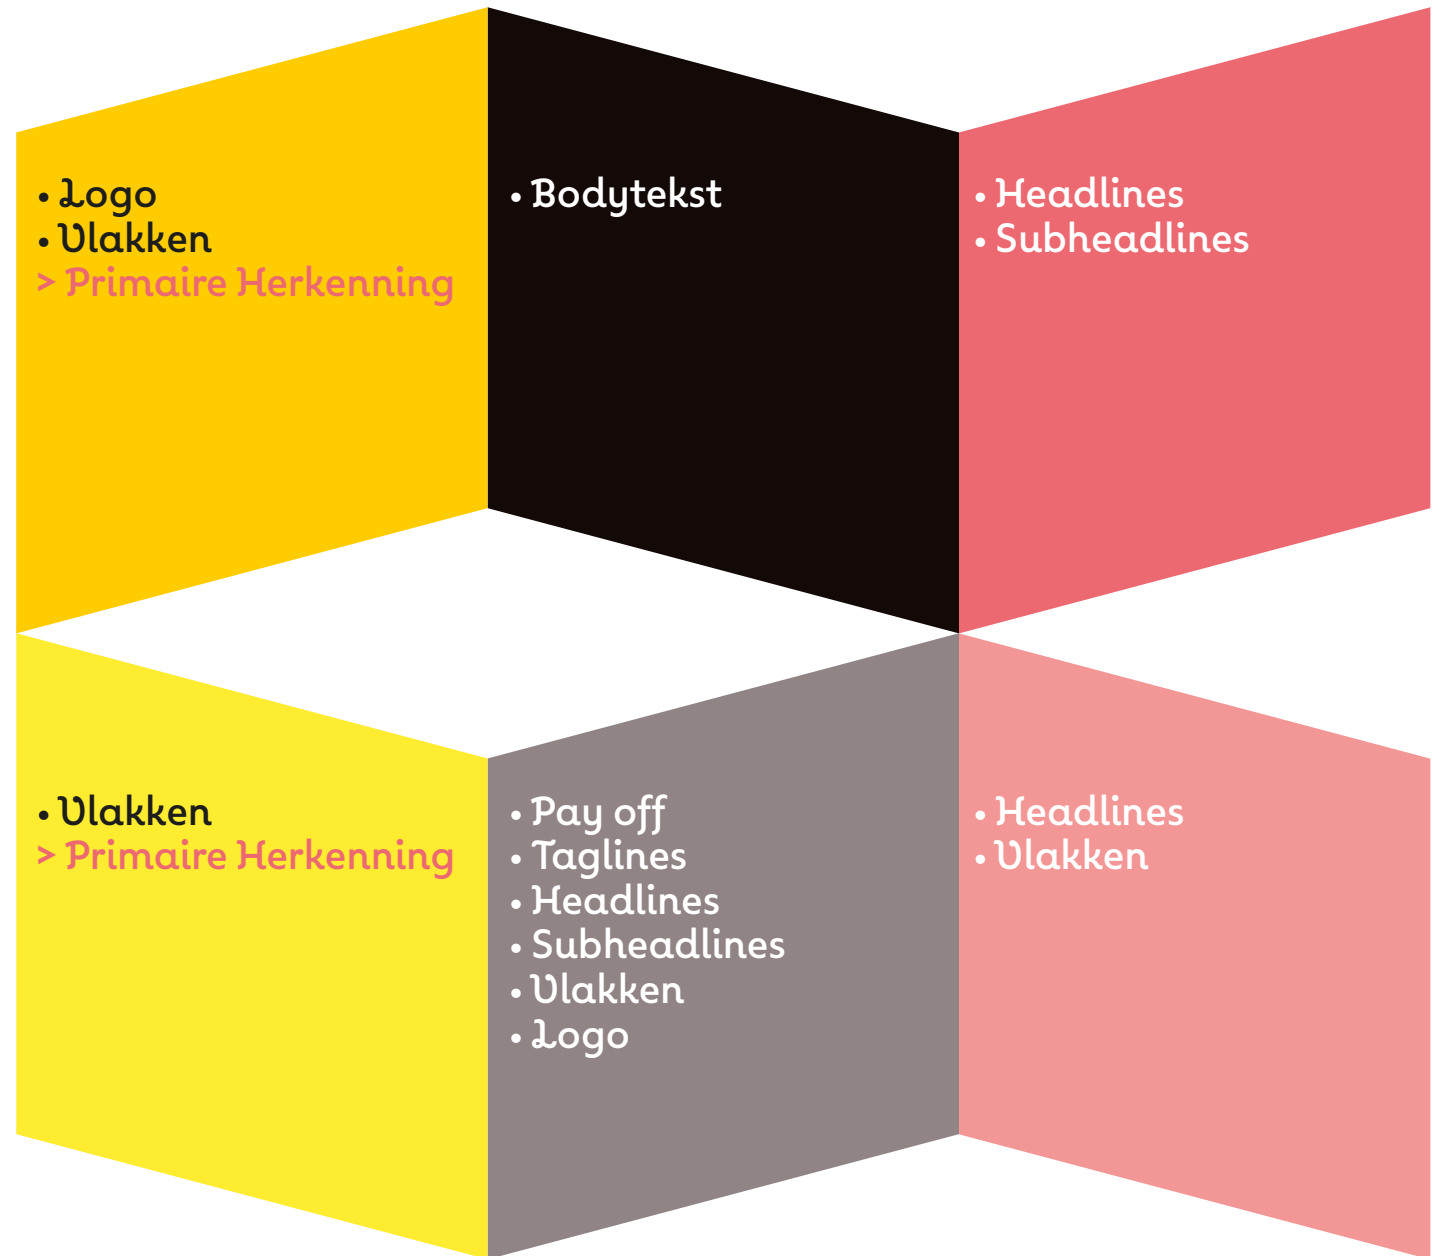 • Logo
• Vlakken
> Primaire Herkenning
• Bodytekst
• Headlines
• Subheadlines
• Vlakken
> Primaire Herkenning
• Pay off
• Taglines
• Headlines
• Subheadlines
• Vlakken
• Logo
• Headlines
• Vlakken